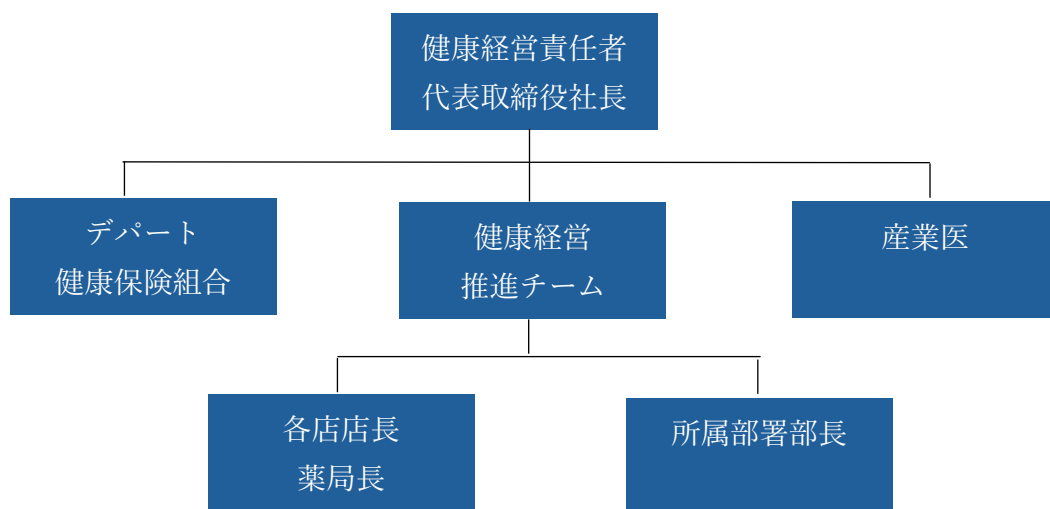 健康経営責任者
代表取締役社長
デパート
健康保険組合
健康経営
推進チーム
産業医
各店店長
薬局長
所属部署部長